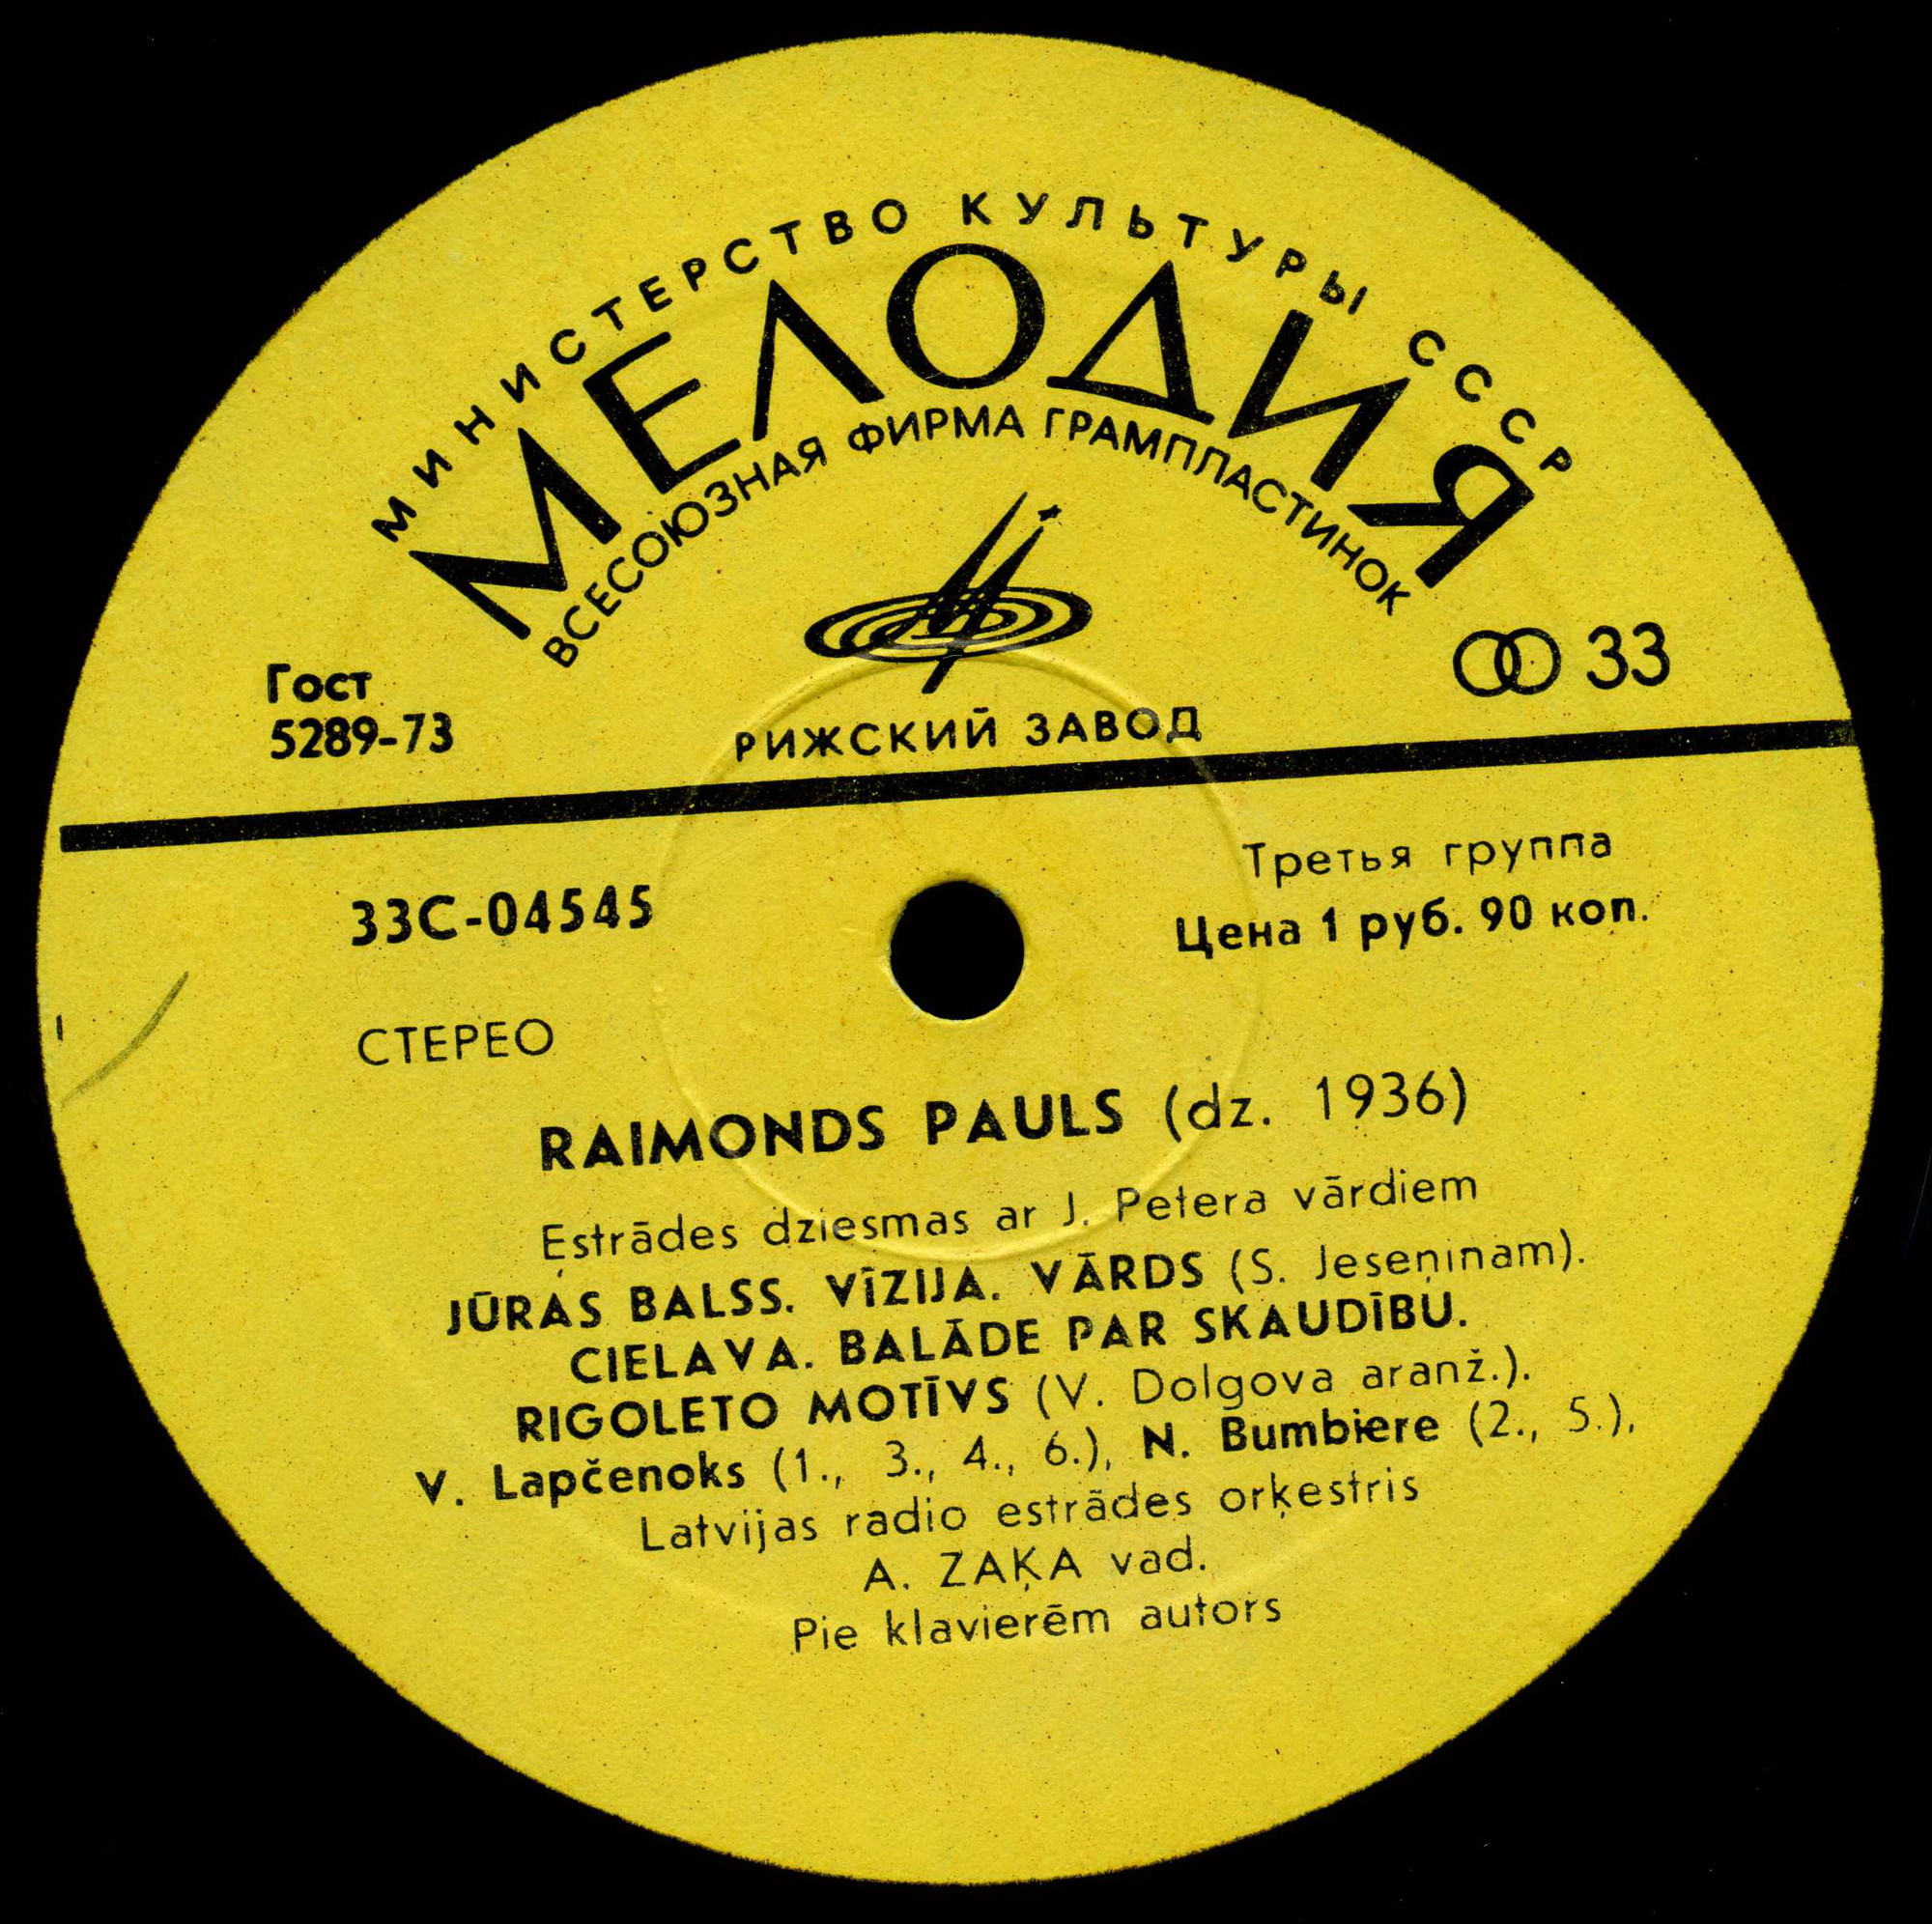 МИНИСТЕРСТВО КУЛЬТУРЫ СССР
МЕЛОДИЯ
ВСЕСОЮЗНАЯ ФИРМА ГРАМПЛАСТИНОК
Гост
5289-73
33
РИЖСКИЙ ЗАВОД
33С-04545
Третья группа
Цена 1 руб. 90 коп.
СТЕРЕО
RAIMONDS PAULS (dz. 1936)
Estrādes dziesmas ar J. Petera vārdiem
JŪRAS BALSS. VĪZIJA. VĀRDS (S. Jeseņinam).
CIELAVA. BALĀDE PAR SKAUDĪBU.
RIGOLETO MOTĪVS (V. Dolgova aranž.).
V. Lapčenoks (1., 3., 4., 6.), N. Bumbiere (2., 5.),
Latvijas radio estrādes orķestris
A. ZAĶA vad.
Pie klavierēm autors